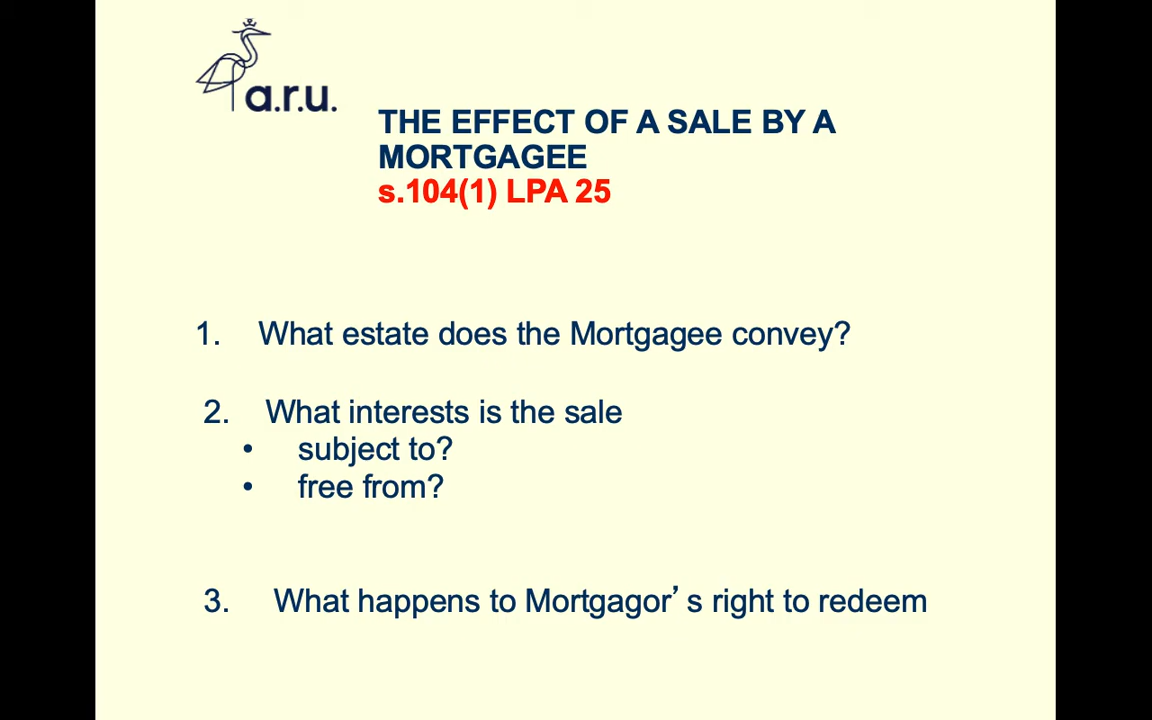 a.r.u.
THE EFFECT OF A SALE BY A
MORTGAGEE
s.104(1) LPA 25
1. What estate does the Mortgagee convey?
2. What interests is the sale
• subject to?
• free from?
3. What happens to Mortgagor’ s right to redeem